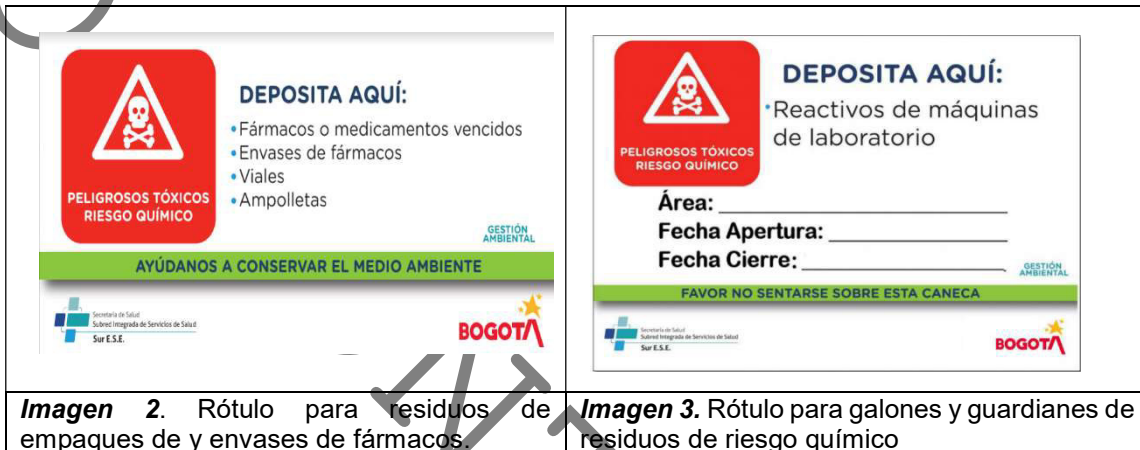 DEPOSITA AQUÍ:
•Fármacos o medicamentos vencidos
•Envases de fármacos
•Viales
•Ampolletas
PELIGROSOS TÓXICOS
RIESGO QUÍMICO
GESTIÓN
AMBIENTAL
AYÚDANOS A CONSERVAR EL MEDIO AMBIENTE
Secretaría de Salud
Subred Integrada de Servicios de Salud
Sur E.S.E.
BOGOTÁ
DEPOSITA AQUÍ:
•Reactivos de máquinas
de laboratorio
PELIGROSOS TÓXICOS
RIESGO QUÍMICO
Área:
Fecha Apertura:
Fecha Cierre:
GESTIÓN
AMBIENTAL
FAVOR NO SENTARSE SOBRE ESTA CANECA
Secretaría de Salud
Subred Integrada de Servicios de Salud
Sur E.S.E.
BOGOTÁ
Imagen 2. Rótulo para residuos de
empaques de y envases de fármacos.
Imagen 3. Rótulo para galones y guardianes de
residuos de riesgo químico